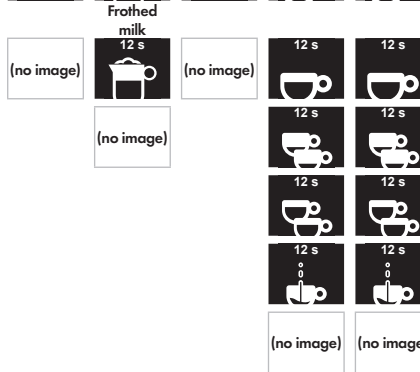 Frothed
milk
(no image) 12 s (no image) 12 s 12 s
(no image) 12 s 12 s
12 s 12 s
12 s 12 s
(no image) (no image